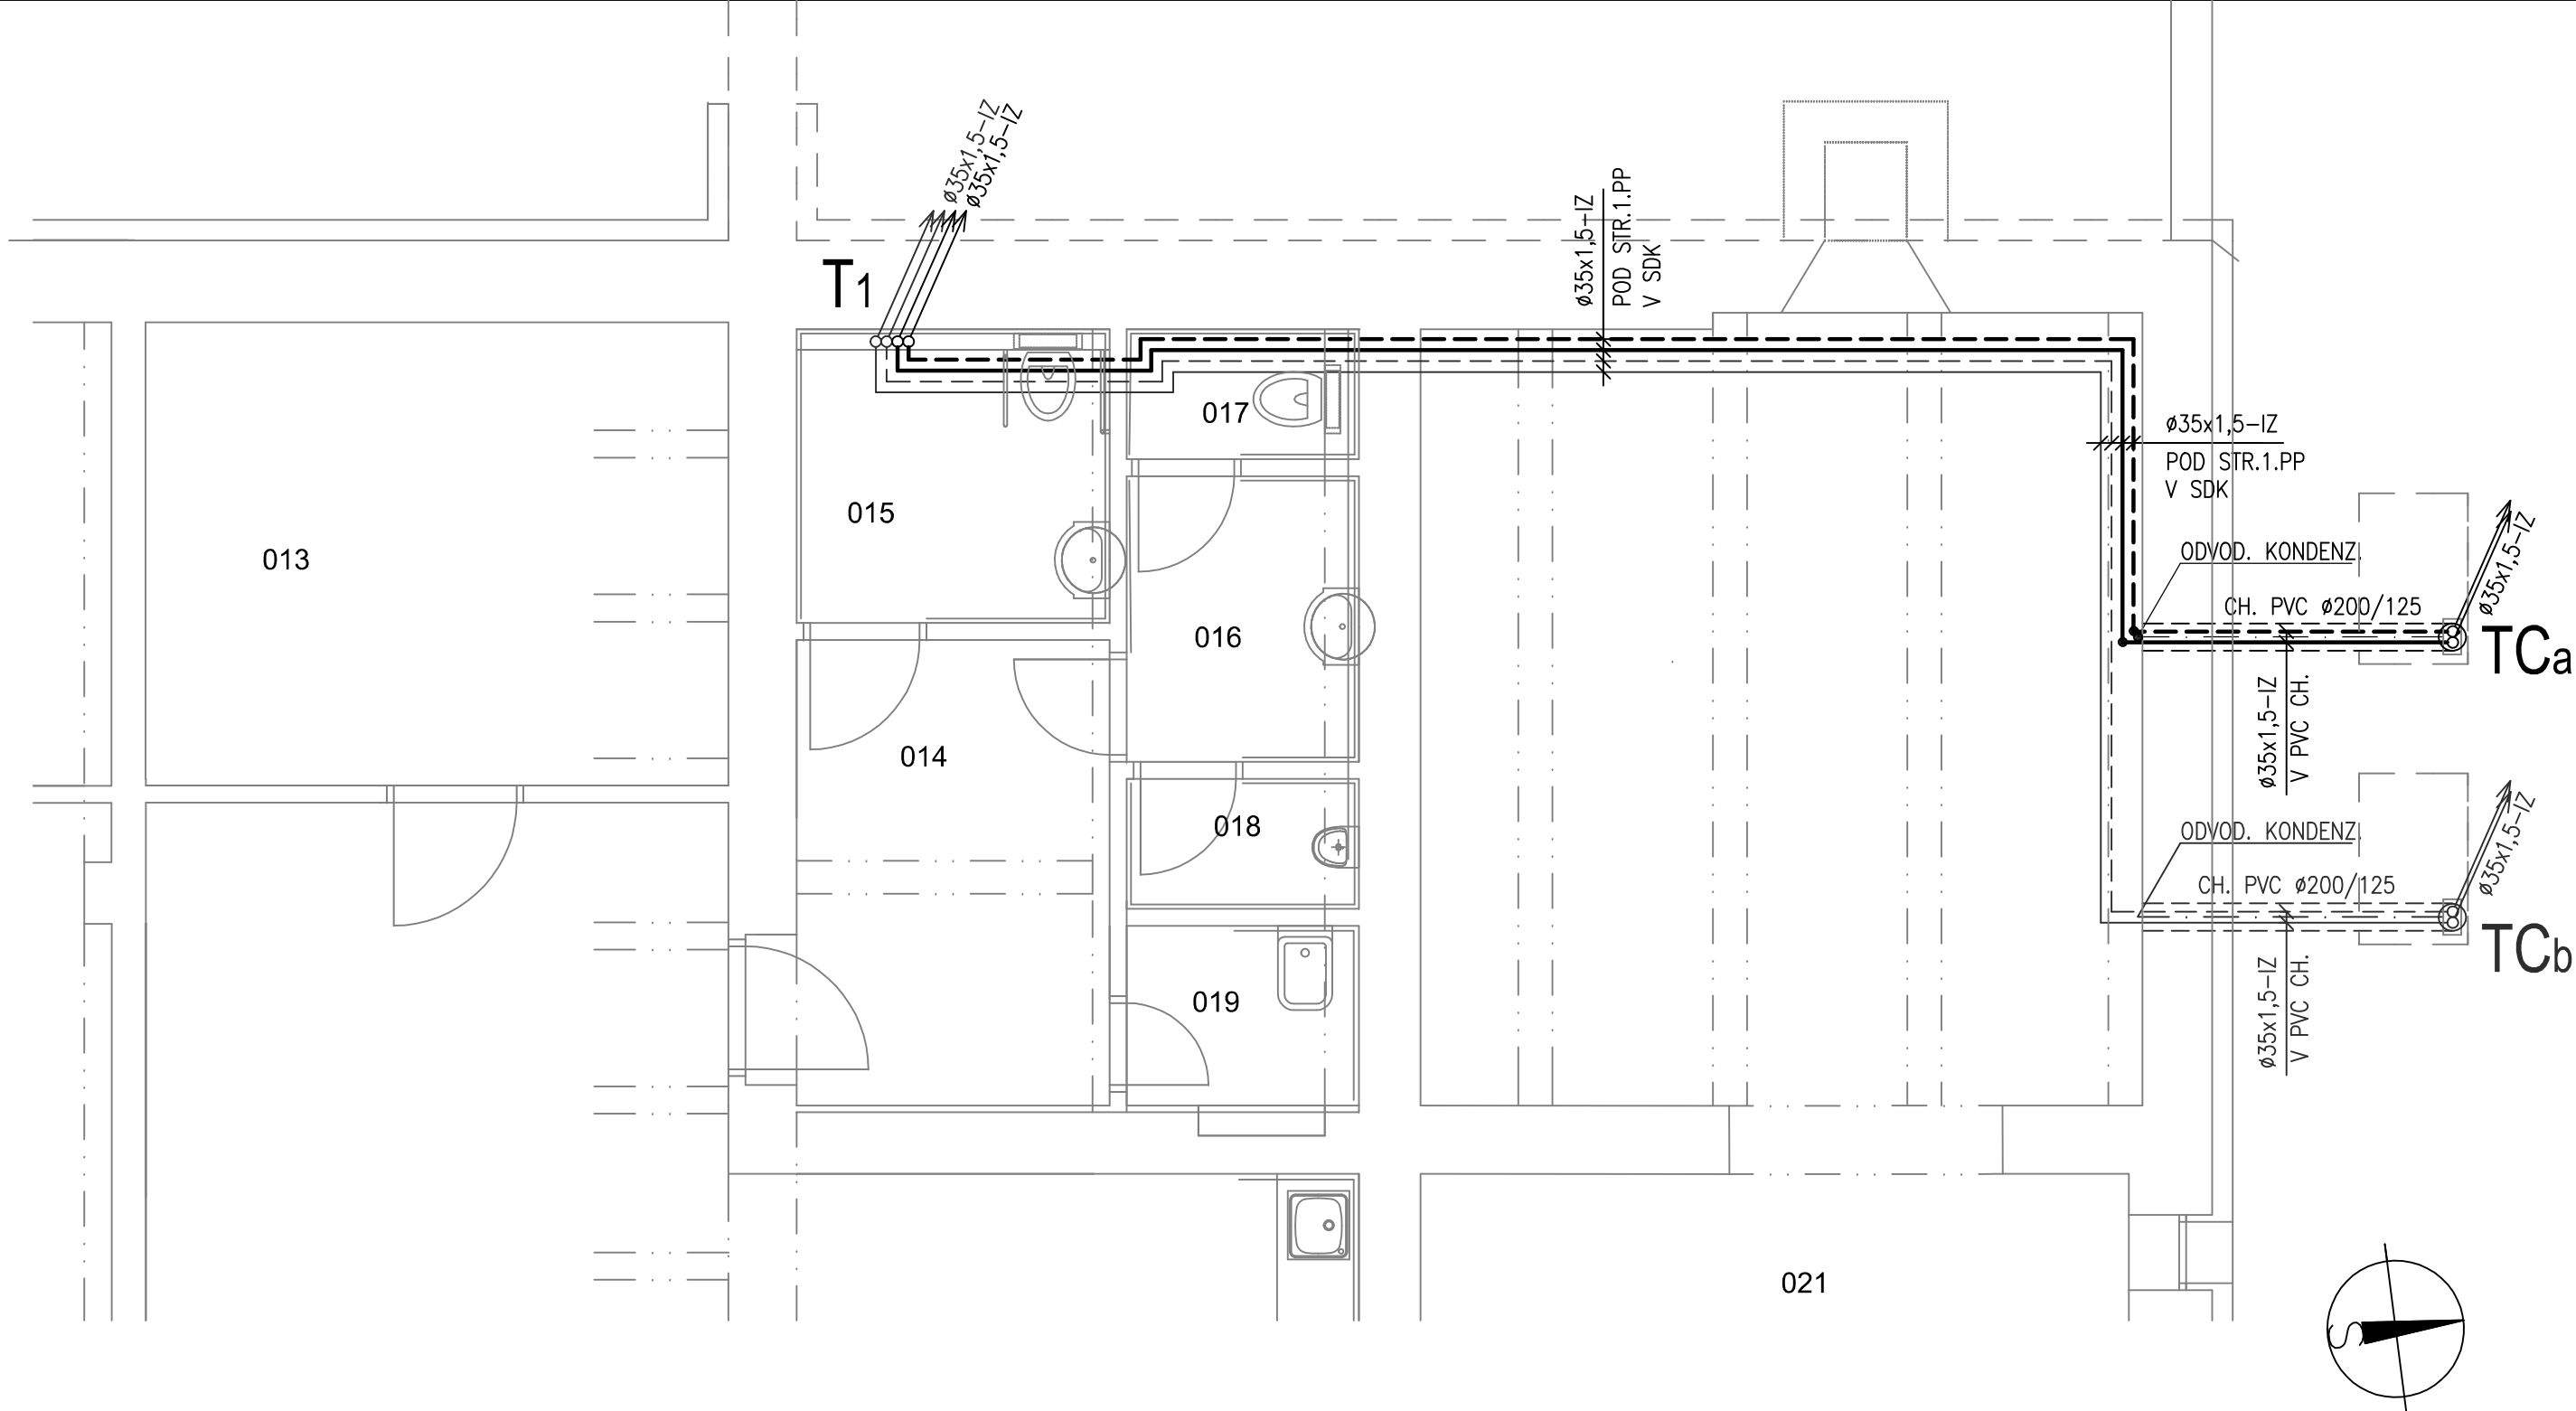 ø35x1,5-IZ
ø35x1,5-IZ
T1
ø35x1,5-IZ
POD STR.1.PP
V SDK
017
ø35x1,5-IZ
POD STR.1.PP
V SDK
015
013
ODVOD. KONDENZ.
ø35x1,5-IZ
CH. PVC ø200/125
016
TCa
ø35x1,5-IZ
V PVC CH.
014
018
ODVOD. KONDENZ.
ø35x1,5-IZ
CH. PVC ø200/125
TCb
019
ø35x1,5-IZ
V PVC CH.
021
S